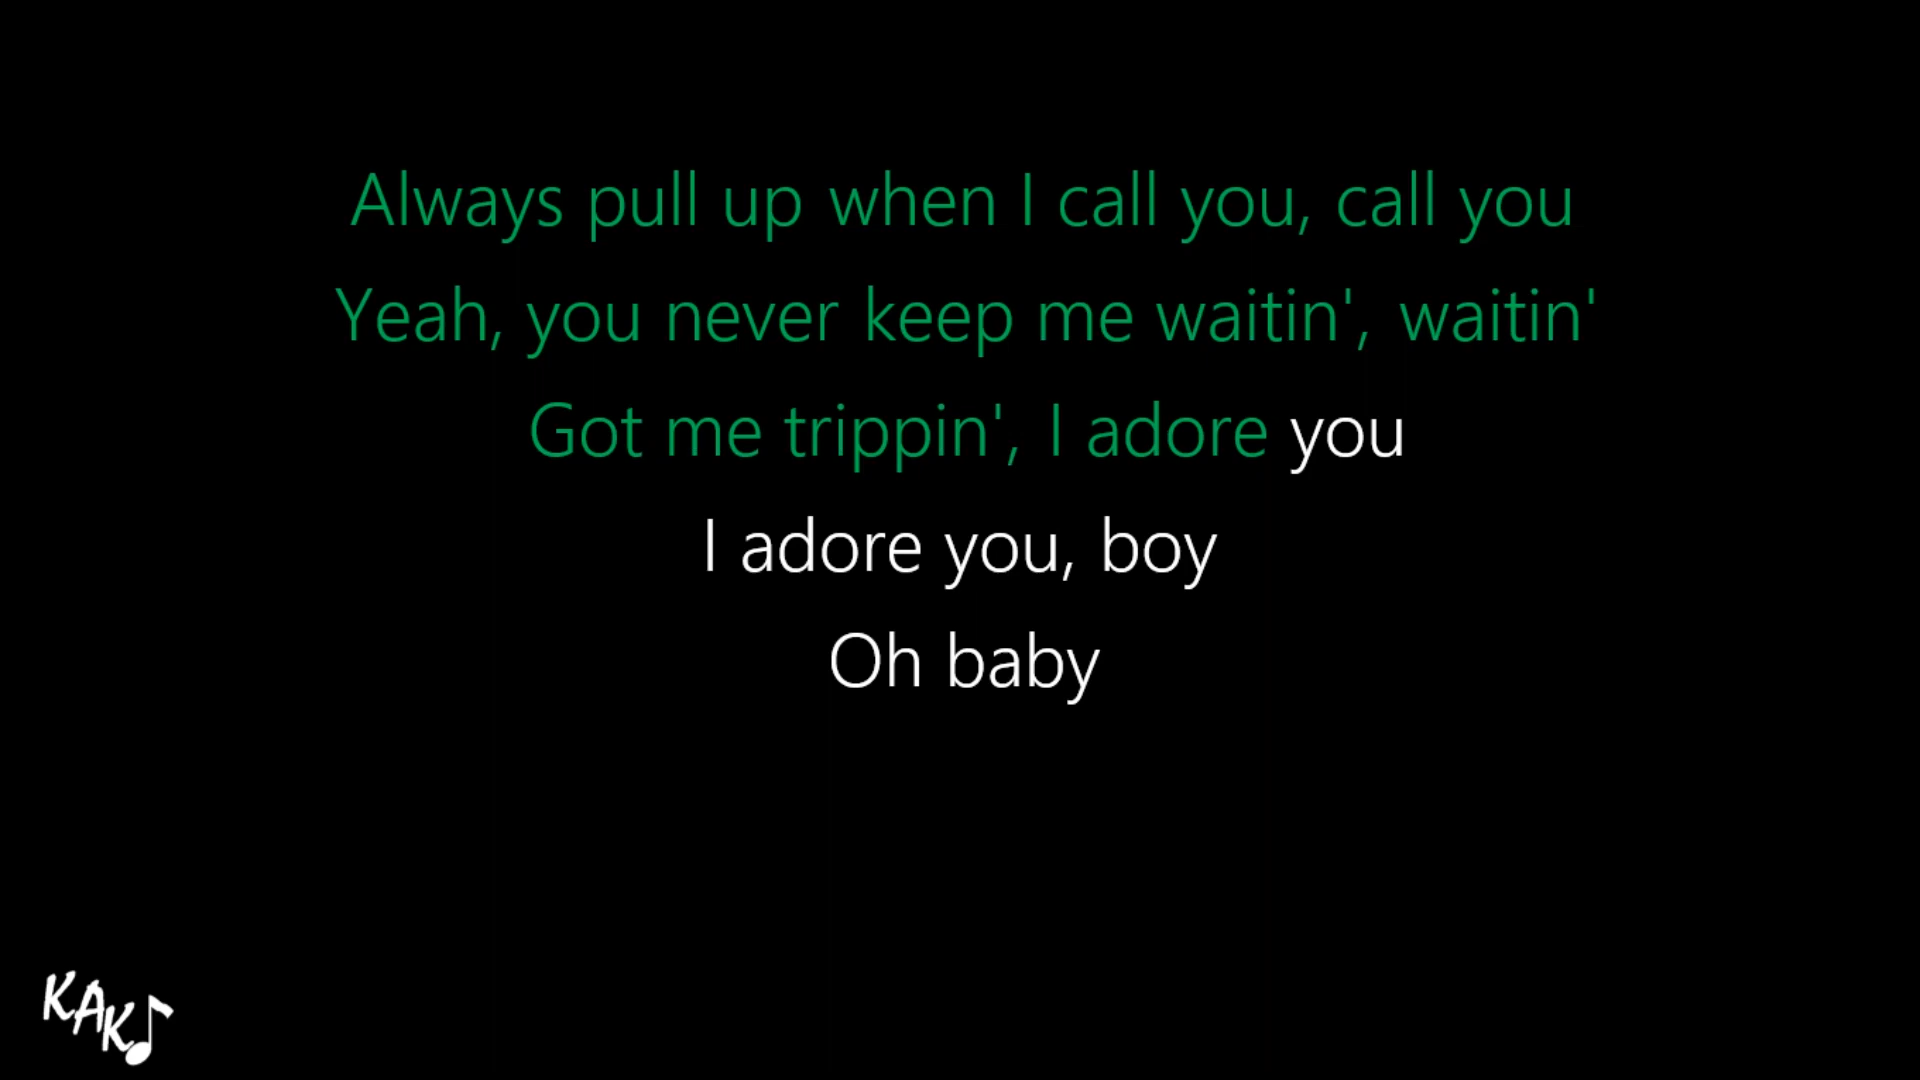 Always pull up when I call you, call you
Yeah, you never keep me waitin', waitin'
Got me trippin', I adore you
I adore you, boy
Oh baby
KAK